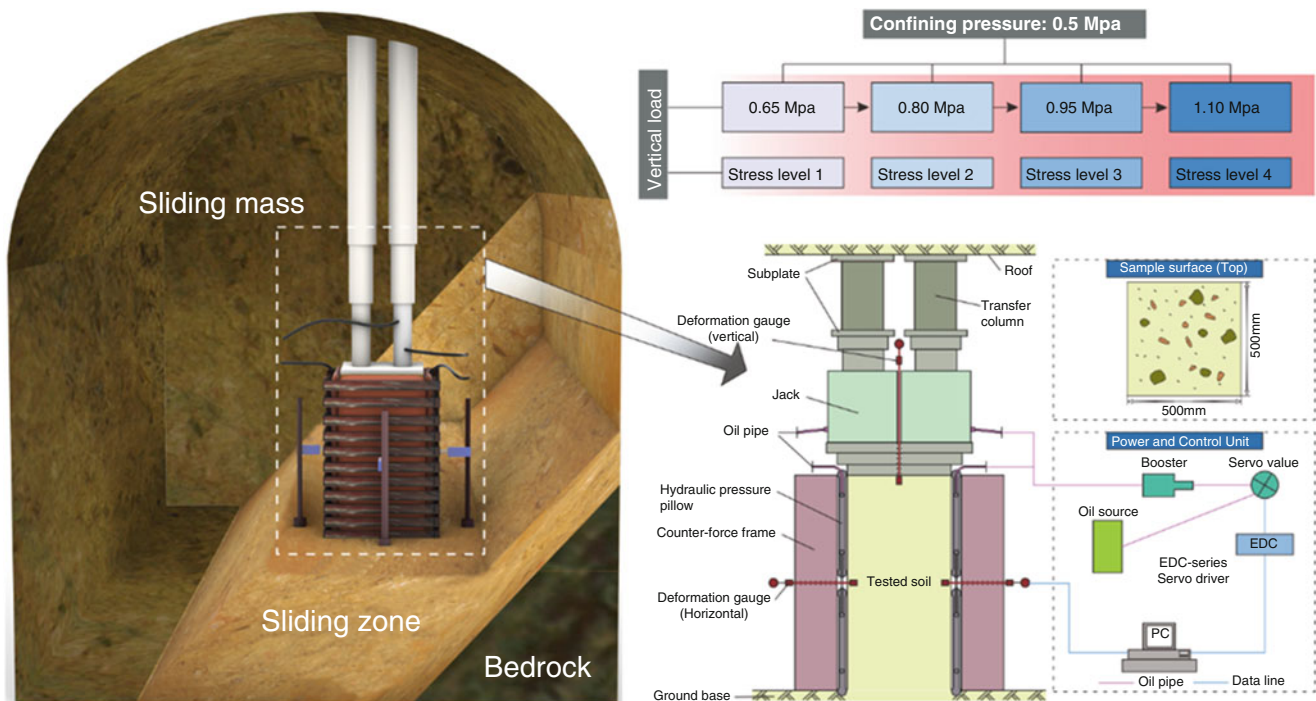 Sliding mass
Sliding zone
Bedrock
Confining pressure: 0.5 Mpa
Vertical load
0.65 Mpa
0.80 Mpa
0.95 Mpa
1.10 Mpa
Stress level 1
Stress level 2
Stress level 3
Stress level 4
Subplate
Roof
Transfer
column
Deformation gauge
(vertical)
Jack
Oil pipe
Hydraulic pressure
pillow
Counter-force frame
Tested soil
Deformation gauge
(Horizontal)
Ground base
Sample surface (Top)
500mm
500mm
Power and Control Unit
Booster
Servo value
Oil source
EDC
EDC-series
Servo driver
PC
Oil pipe
Data line